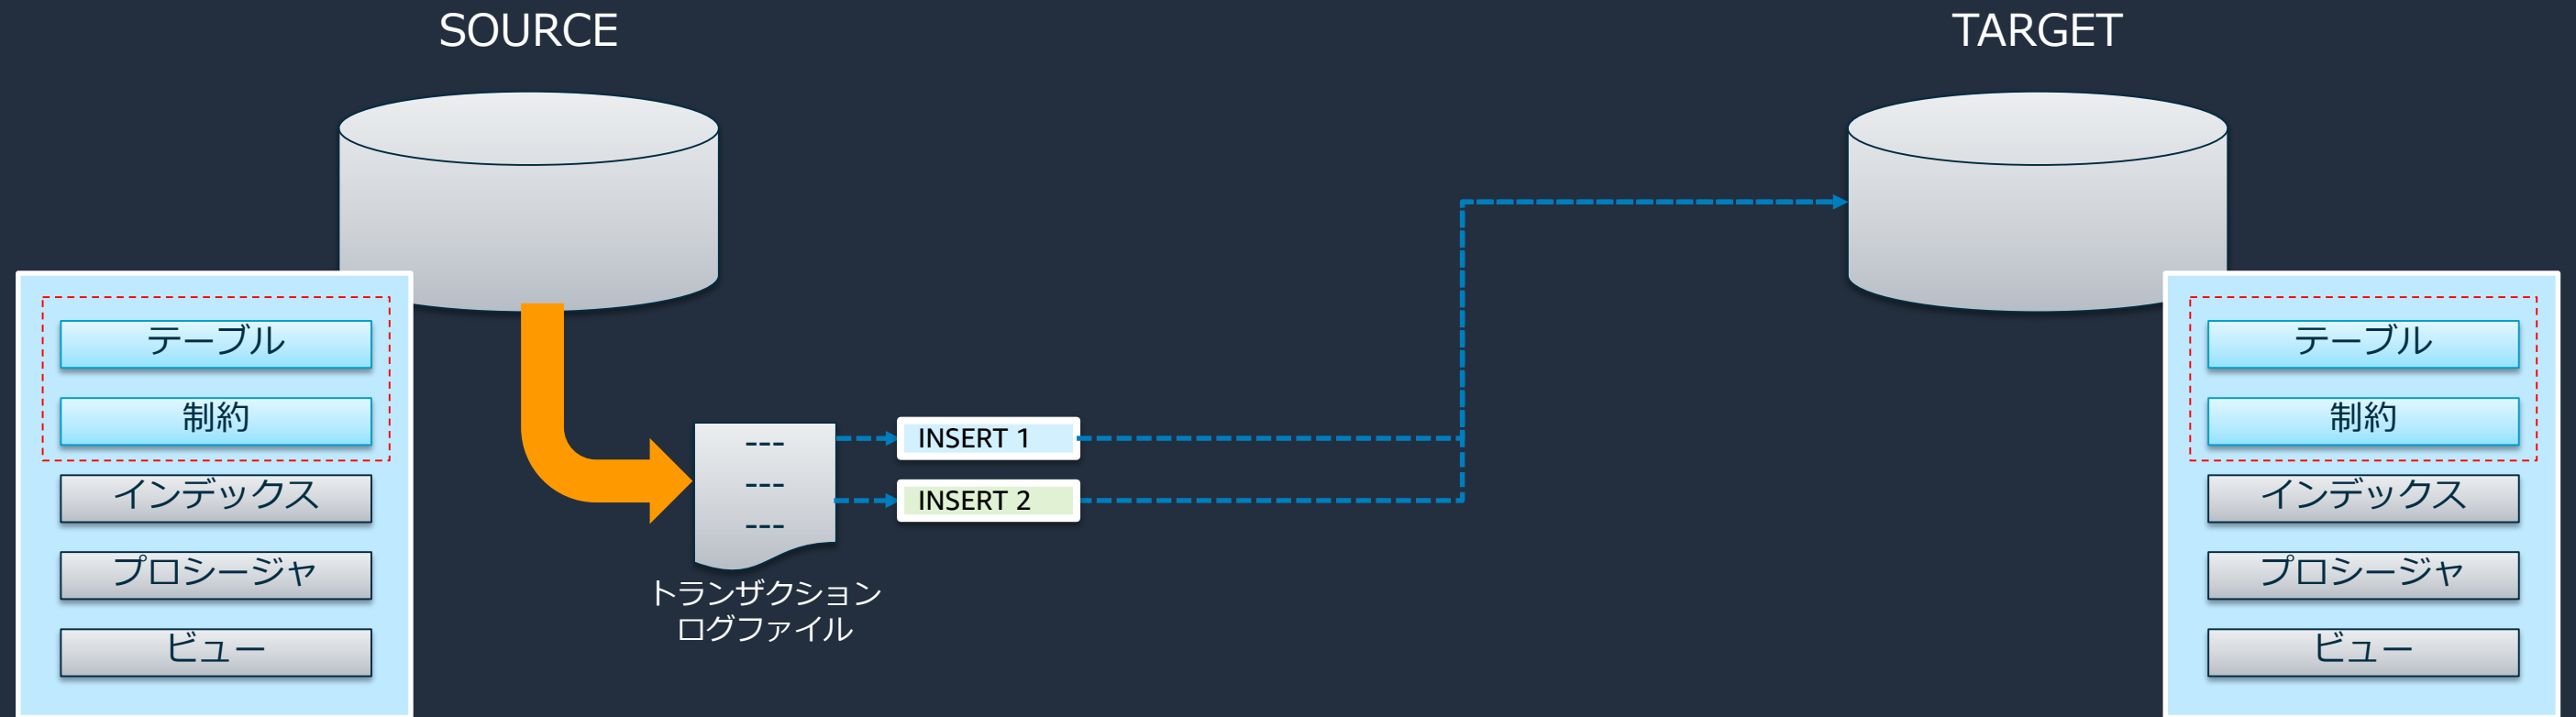 SOURCE
TARGET
テーブル
制約
インデックス
プロシージャ
ビュー
---
---
---
トランザクション
ログファイル
INSERT 1
INSERT 2
テーブル
制約
インデックス
プロシージャ
ビュー